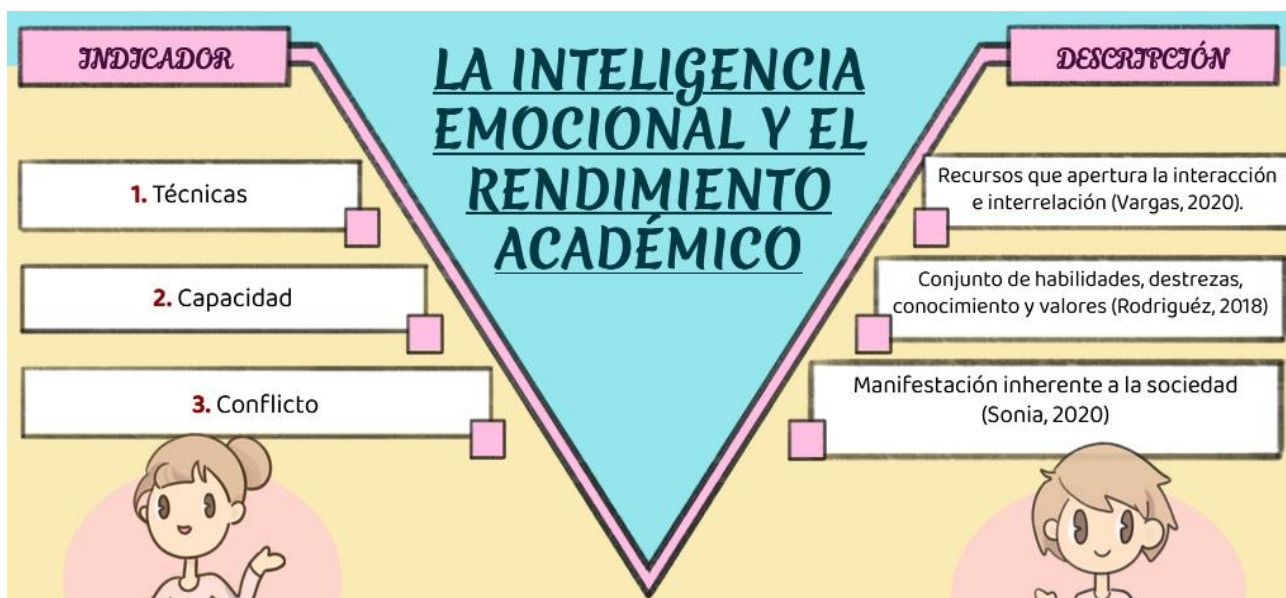 INDICADOR
LA INTELIGENCIA
EMOCIONAL Y EL
RENDIMIENTO
ACADÉMICO
DESCRIPCIÓN
1. Técnicas
Recursos que apertura la interacción
e interrelación (Vargas, 2020).
2. Capacidad
Conjunto de habilidades, destrezas,
conocimiento y valores (Rodriguéz, 2018)
3. Conflicto
Manifestación inherente a la sociedad
(Sonia, 2020)